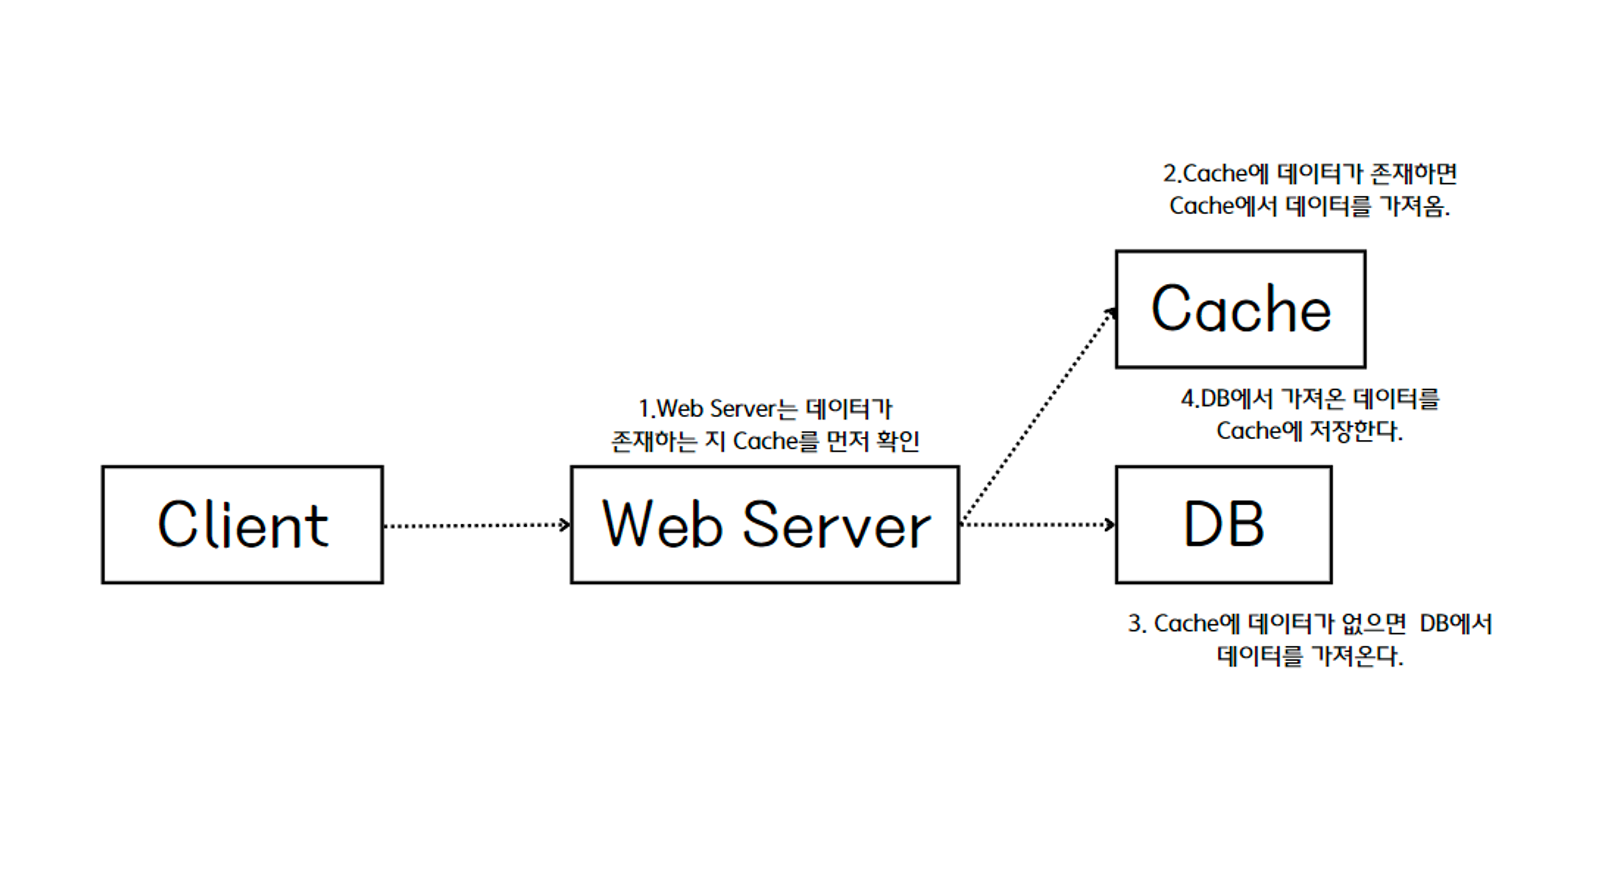 2.Cache에 데이터가 존재하면
Cache에서 데이터를 가져옴.
Cache
4.DB에서 가져온 데이터를
Cache에 저장한다.
1.Web Server는 데이터가
존재하는 지 Cache를 먼저 확인
Client
Web Server
DB
3. Cache에 데이터가 없으면 DB에서
데이터를 가져온다.